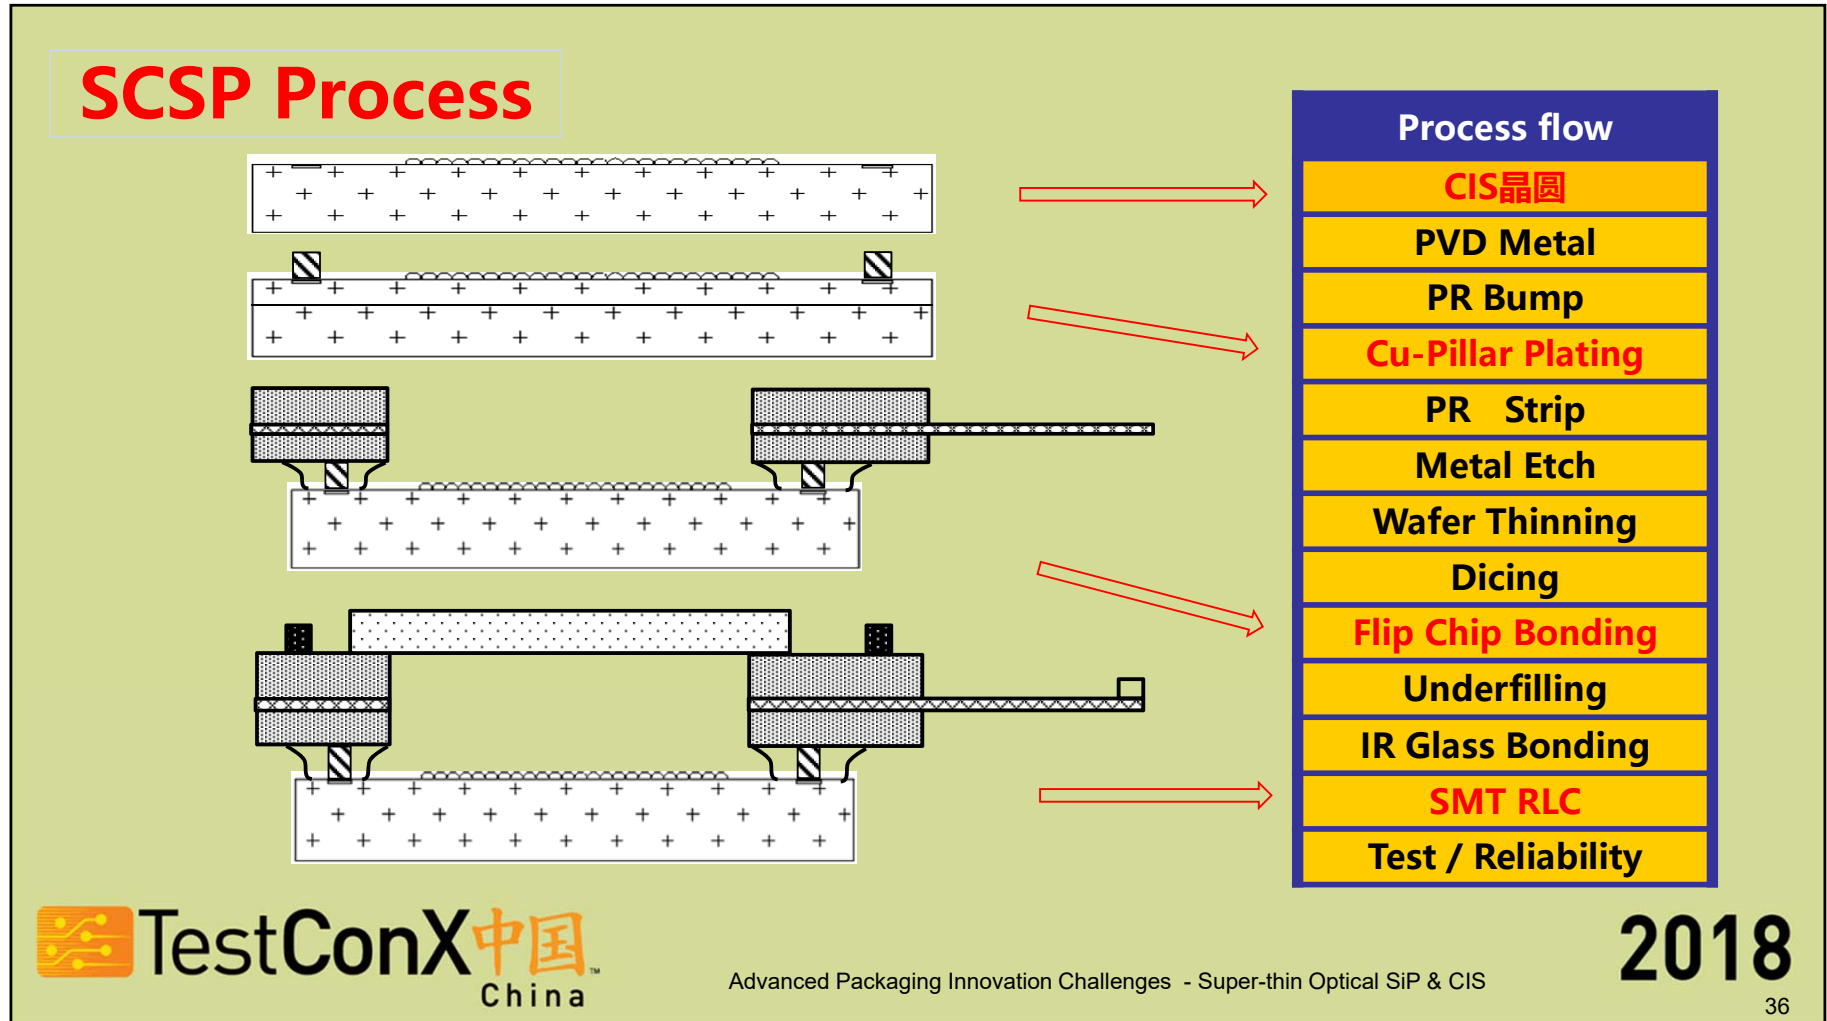 SCSP Process
Process flow
CIS晶圆
PVD Metal
PR Bump
Cu-Pillar Plating
PR Strip
Metal Etch
Wafer Thinning
Dicing
Flip Chip Bonding
Underfilling
IR Glass Bonding
SMT RLC
Test / Reliability
TestConX中国™
China
Advanced Packaging Innovation Challenges - Super-thin Optical SiP & CIS
2018
36